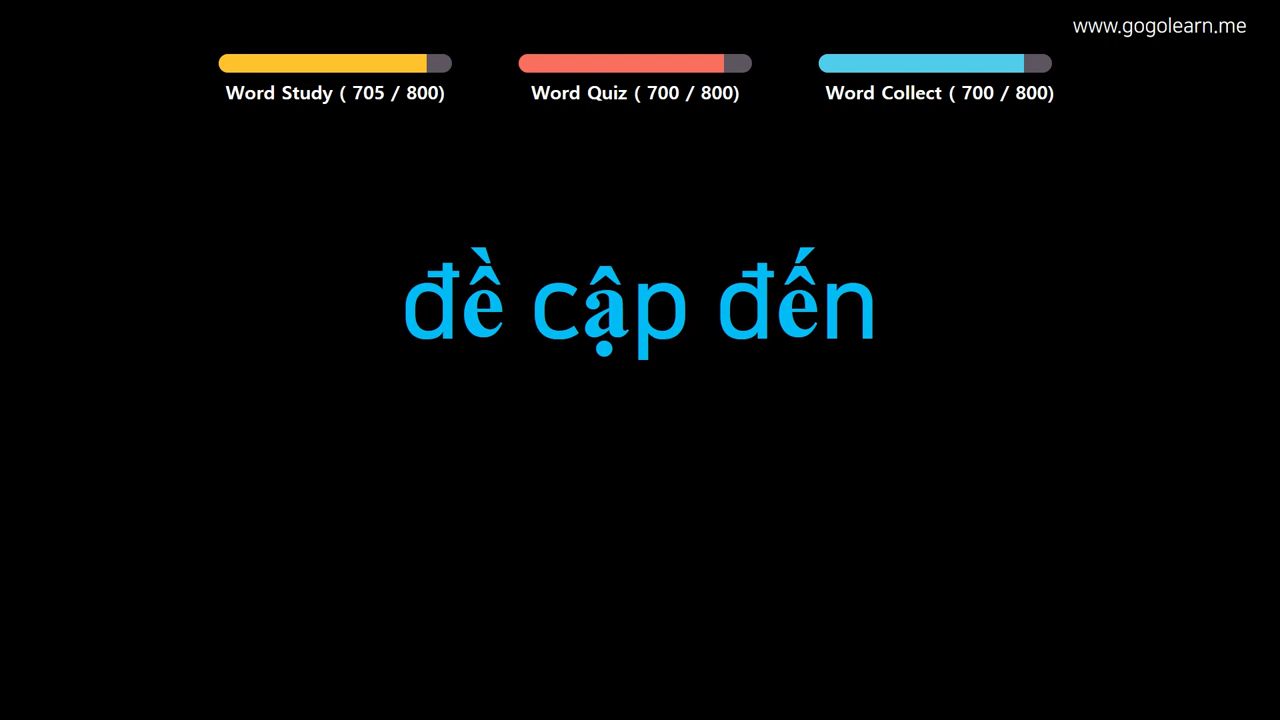 www.gogolearn.me
Word Study ( 705 / 800)
Word Quiz ( 700 / 800)
Word Collect ( 700 / 800)
đề cập đến